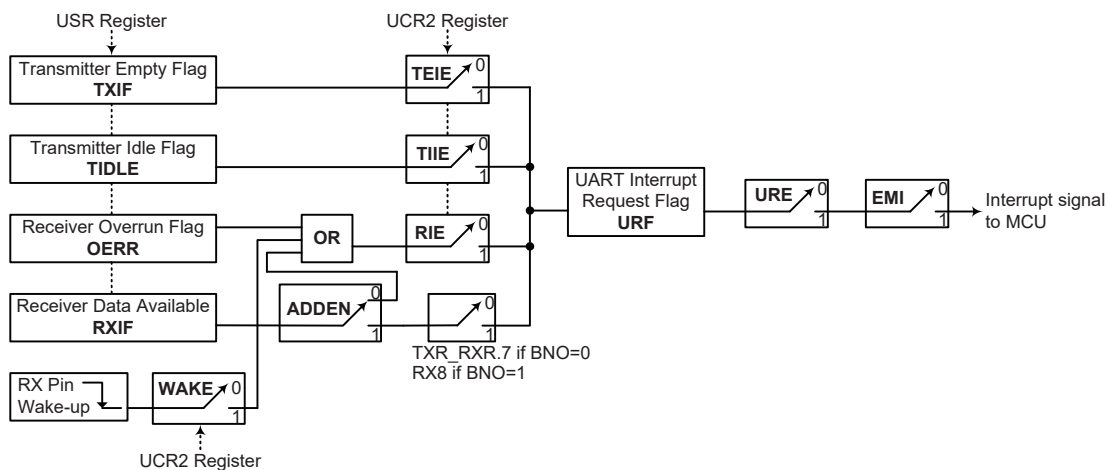 USR Register
UCR2 Register
Transmitter Empty Flag
TXIF
TEIE
0
1
Transmitter Idle Flag
TIDLE
TIIE
0
1
UART Interrupt
Request Flag
URF
URE
0
1
EMI
0
1
Interrupt signal
to MCU
Receiver Overrun Flag
OERR
OR
RIE
0
1
Receiver Data Available
RXIF
ADDEN
0
1
0
1
TXR_RXR.7 if BNO=0
RX8 if BNO=1
RX Pin
Wake-up
WAKE
0
1
UCR2 Register